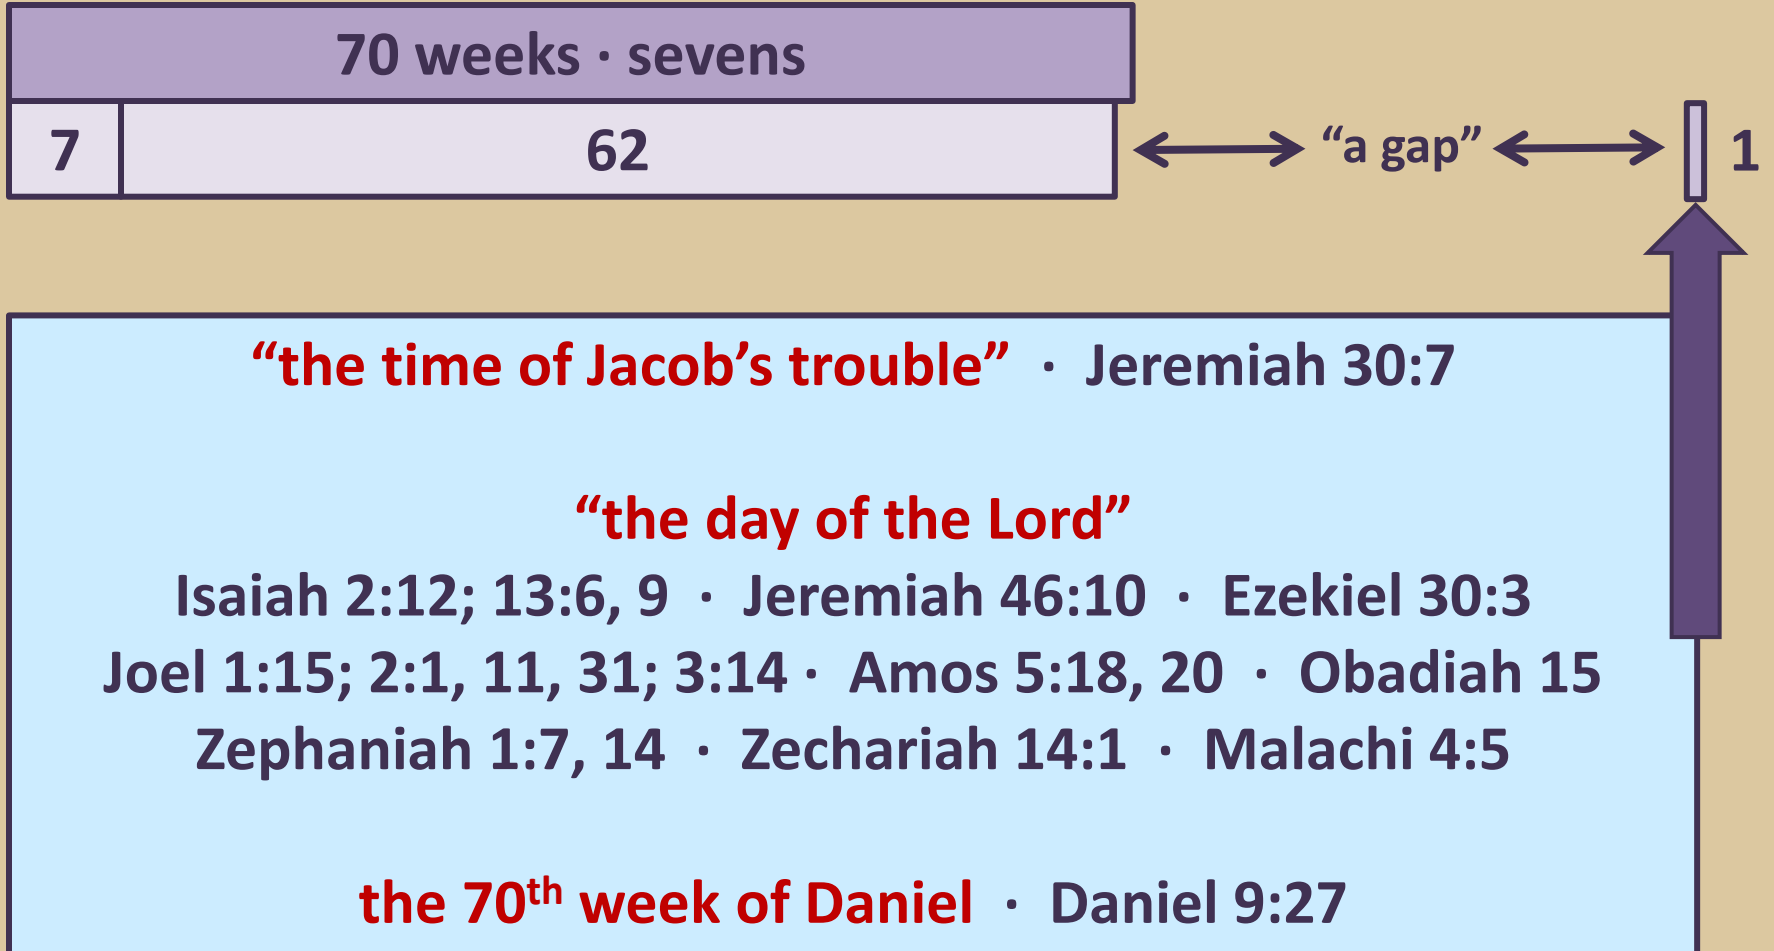 70 weeks · sevens
7 62 “a gap” 1
“the time of Jacob’s trouble” · Jeremiah 30:7
“the day of the Lord”
Isaiah 2:12; 13:6, 9 · Jeremiah 46:10 · Ezekiel 30:3
Joel 1:15; 2:1, 11, 31; 3:14 · Amos 5:18, 20 · Obadiah 15
Zephaniah 1:7, 14 · Zechariah 14:1 · Malachi 4:5
the 70th week of Daniel · Daniel 9:27